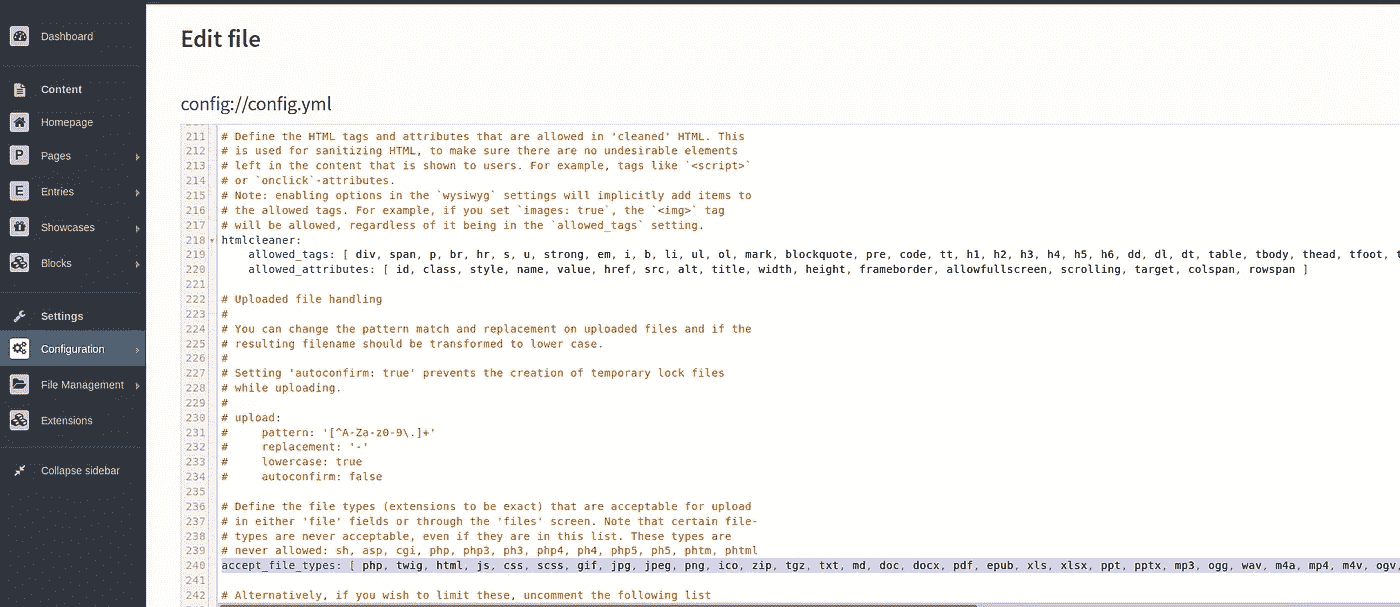 Dashboard
Content
Homepage
Pages
Entries
Showcases
Blocks
Settings
Configuration
File Management
Extensions
Collapse sidebar
Edit file
config://config.yml
211 # Define the HTML tags and attributes that are allowed in 'cleaned' HTML. This
212 # is used for sanitizing HTML, to make sure there are no undesirable elements
213 # left in the content that is shown to users. For example, tags like `<script>`
214 # or `onclick`-attributes.
215 # Note: enabling options in the `wysiwyg` settings will implicitly add items to
216 # the allowed tags. For example, if you set `images: true`, the `<img>` tag
217 # will be allowed, regardless of it being in the `allowed_tags` setting.
218 htmlcleaner:
219     allowed_tags: [ div, span, p, br, hr, s, u, strong, em, i, b, li, ul, ol, mark, blockquote, pre, code, tt, h1, h2, h3, h4, h5, h6, dd, dl, dt, table, tbody, thead, tfoot,
220     allowed_attributes: [ id, class, style, name, value, href, src, alt, title, width, height, frameborder, allowfullscreen, scrolling, target, colspan, rowspan ]
221
222 # Uploaded file handling
223 #
224 # You can change the pattern match and replacement on uploaded files and if the
225 # resulting filename should be transformed to lower case.
226 #
227 # Setting 'autoconfirm: true' prevents the creation of temporary lock files
228 # while uploading.
229 #
230 # upload:
231 #     pattern: '[^A-Za-z0-9\.]+'
232 #     replacement: '-'
233 #     lowercase: true
234 #     autoconfirm: false
235
236 # Define the file types (extensions to be exact) that are acceptable for upload
237 # in either 'file' fields or through the 'files' screen. Note that certain file-
238 # types are never acceptable, even if they are in this list. These types are
239 # never allowed: sh, asp, cgi, php, php3, ph3, php4, ph4, php5, ph5, phtm, phtml
240 accept_file_types: [ php, twig, html, js, css, scss, gif, jpg, jpeg, png, ico, zip, tgz, txt, md, doc, docx, pdf, epub, xls, xlsx, ppt, pptx, mp3, ogg, wav, m4a, mp4, m4v, ogv,
241
242 # Alternatively, if you wish to limit these, uncomment the following list